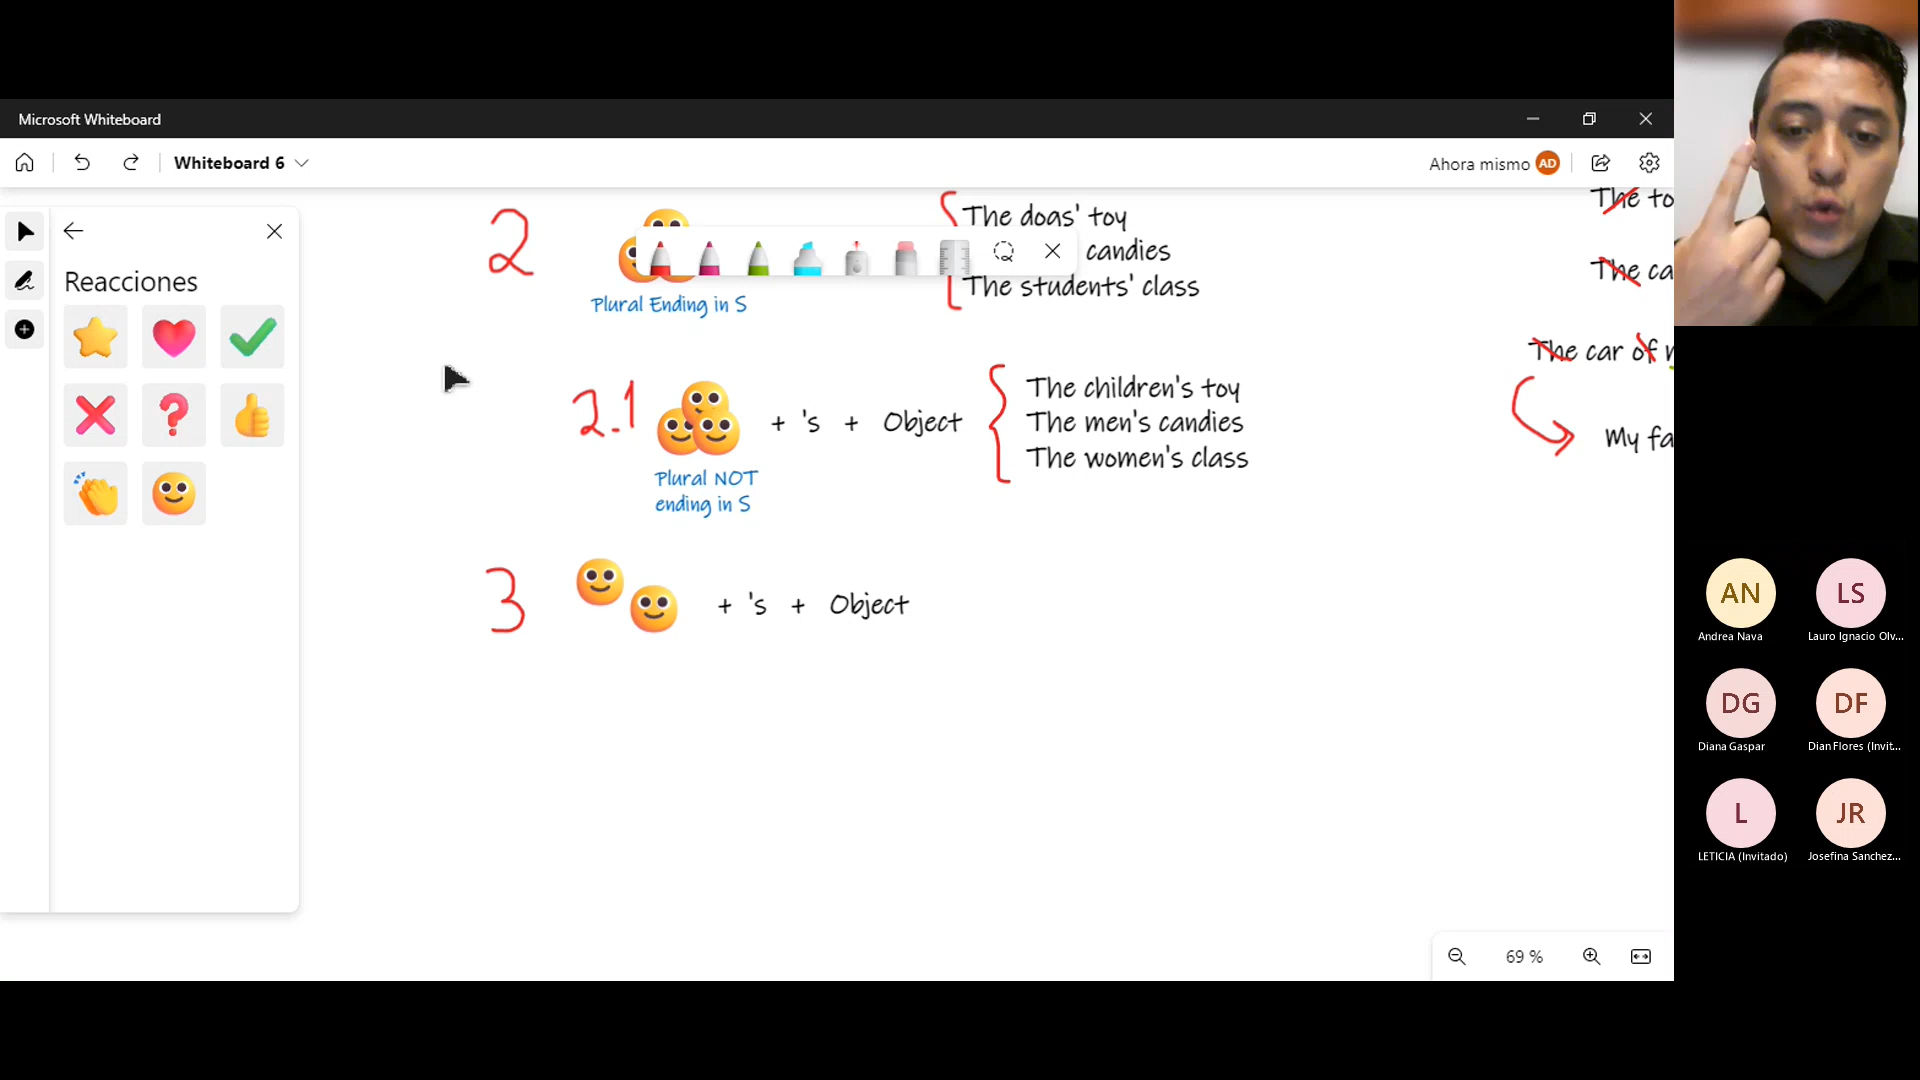 Microsoft Whiteboard
Whiteboard 6
Ahora mismo AD
Reacciones
2
Plural Ending in S
The dogs' toy
candies
The students' class
2.1
+ 's + Object
Plural NOT
ending in S
The children's toy
The men's candies
The women's class
3
+ 's + Object
The to
The ca
The car of
My fa
69 %
AN
Andrea Nava
LS
Lauro Ignacio Olv...
DG
Diana Gaspar
DF
Dian Flores (Invit...
L
LETICIA (Invitado)
JR
Josefina Sanchez...